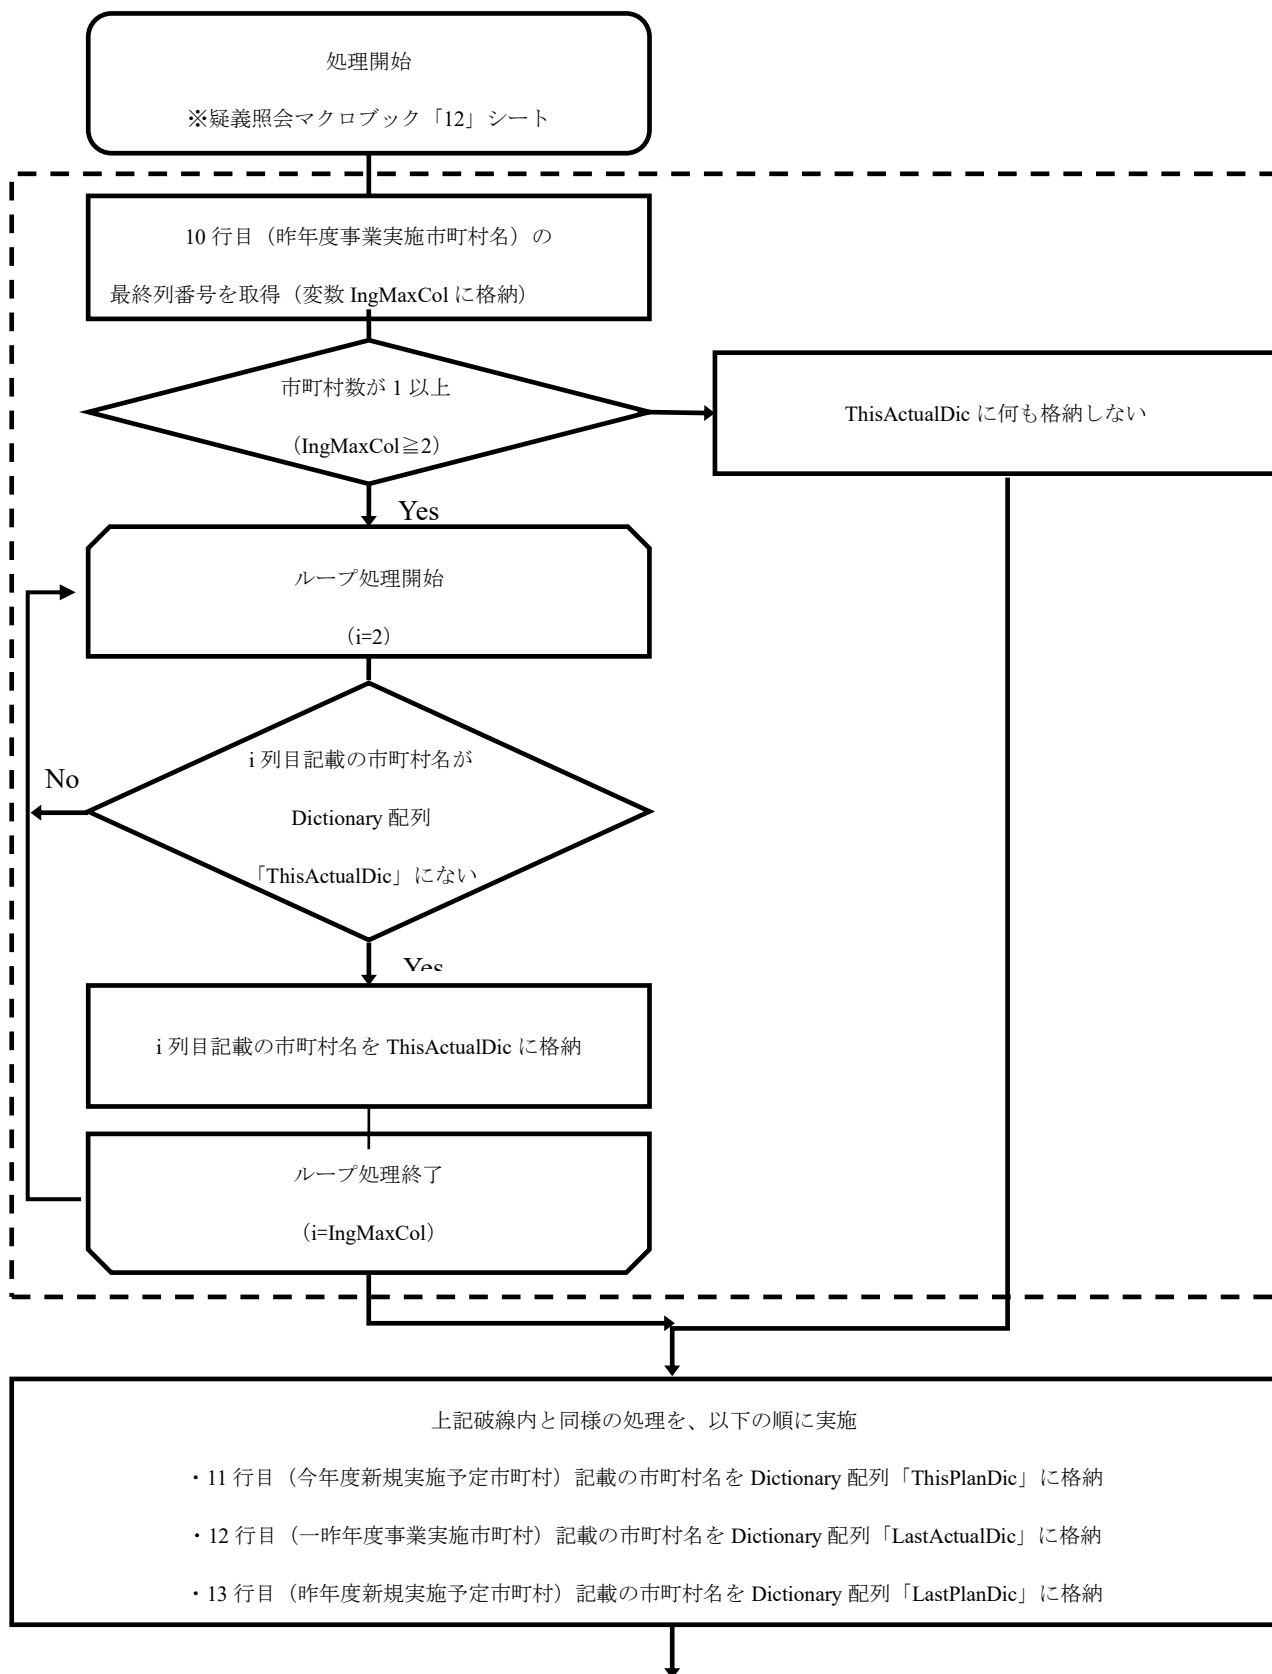 処理開始
※疑義照会マクロブック「12」シート
10 行目（昨年度事業実施市町村名）の
最終列番号を取得（変数 IngMaxCol に格納）
市町村数が 1 以上
（IngMaxCol≧2）
ThisActualDic に何も格納しない
Yes
ループ処理開始
（i=2）
i 列目記載の市町村名が
No
Dictionary 配列
「ThisActualDic」にない
Yes
i 列目記載の市町村名を ThisActualDic に格納
ループ処理終了
（i=IngMaxCol）
上記破線内と同様の処理を、以下の順に実施
・11 行目（今年度新規実施予定市町村）記載の市町村名を Dictionary 配列「ThisPlanDic」に格納
・12 行目（一昨年度事業実施市町村）記載の市町村名を Dictionary 配列「LastActualDic」に格納
・13 行目（昨年度新規実施予定市町村）記載の市町村名を Dictionary 配列「LastPlanDic」に格納